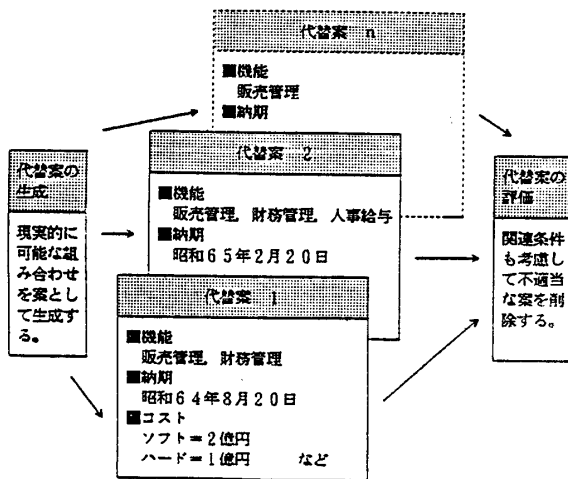 代替案の
生成
現実的に
可能な組
み合わせ
を案とし
て生成す
る。
代替案 n
■機能
販売管理
■納期
代替案 2
■機能
販売管理，財務管理，人事給与
■納期
昭和65年2月20日
代替案 1
■機能
販売管理，財務管理
■納期
昭和64年8月20日
■コスト
ソフト＝2億円
ハード＝1億円 など
代替案の
評価
関連条件
も考慮し
て不適当
な案を削
除する。